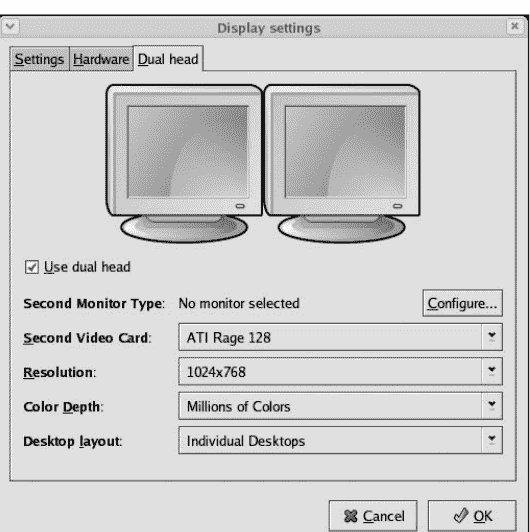 Display settings
Settings Hardware Dual head
Use dual head
Second Monitor Type: No monitor selected Configure...
Second Video Card: ATI Rage 128
Resolution: 1024x768
Color Depth: Millions of Colors
Desktop layout: Individual Desktops
Cancel OK